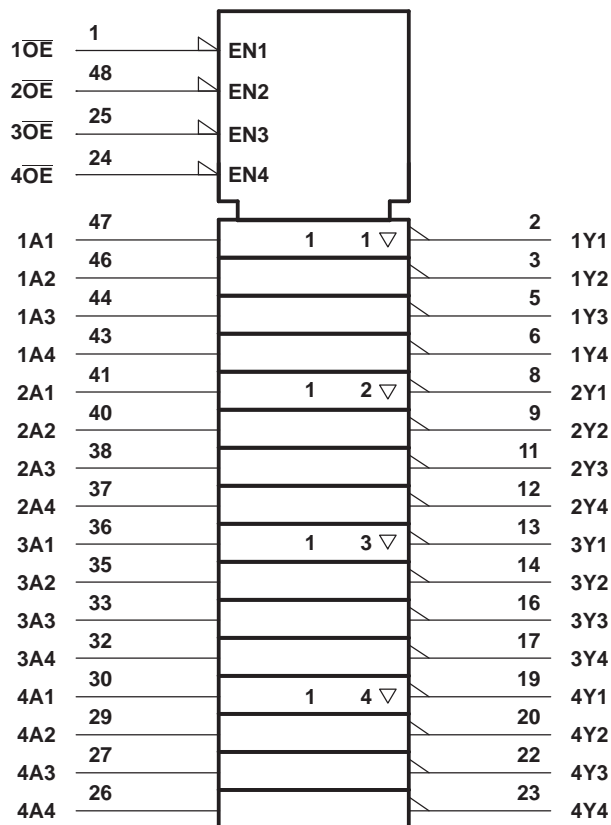 1O̅E̅ 1 EN1
2O̅E̅ 48 EN2
3O̅E̅ 25 EN3
4O̅E̅ 24 EN4
1A1 47 1 1 ▽ 2 1Y1
1A2 46 3 1Y2
1A3 44 5 1Y3
1A4 43 6 1Y4
2A1 41 1 2 ▽ 8 2Y1
2A2 40 9 2Y2
2A3 38 11 2Y3
2A4 37 12 2Y4
3A1 36 1 3 ▽ 13 3Y1
3A2 35 14 3Y2
3A3 33 16 3Y3
3A4 32 17 3Y4
4A1 30 1 4 ▽ 19 4Y1
4A2 29 20 4Y2
4A3 27 22 4Y3
4A4 26 23 4Y4